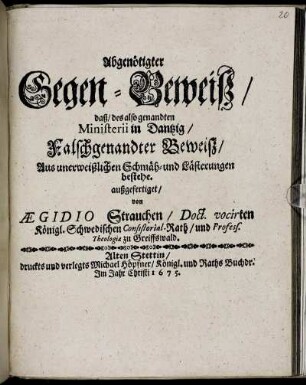 20
Abgenötigter
Gegen-Beweiß/
daß/ des also genandten
Ministerii in Dantzig/
Falschgenandter Beweiß/
Aus unerweißlichen Schmäh- und Lästerungen
bestehe.
außgefertiget/
von
ÆGIDIO Strauchen/ Doct. vocirten
Königl. Schwedischen Consistorial-Rath/ und Profess.
Theologiæ zu Greiffswald.
Alten Stettin/
druckts und verlegts Michael Höpfner/ Königl. und Raths Buchdr.
Im Jahr Christi 1675.